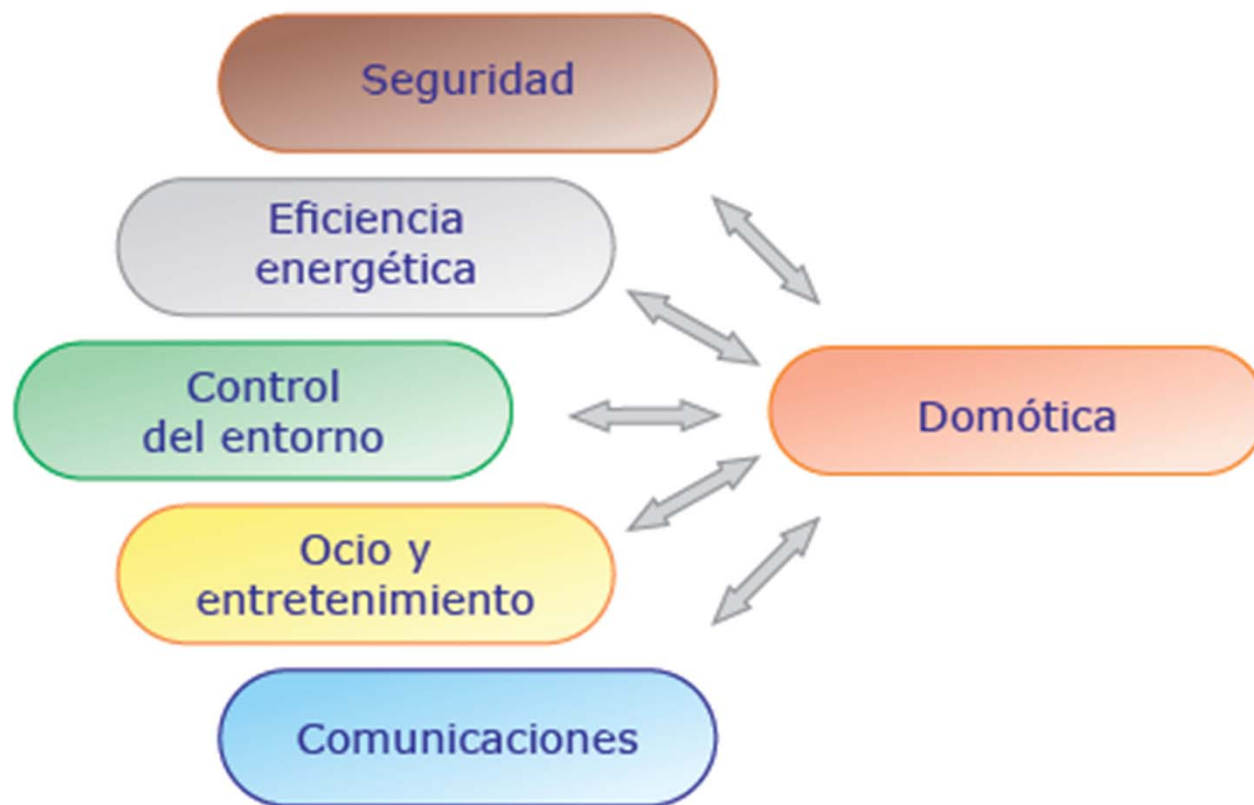 Seguridad
Eficiencia
energética
Control
del entorno
Domótica
Ocio y
entretenimiento
Comunicaciones